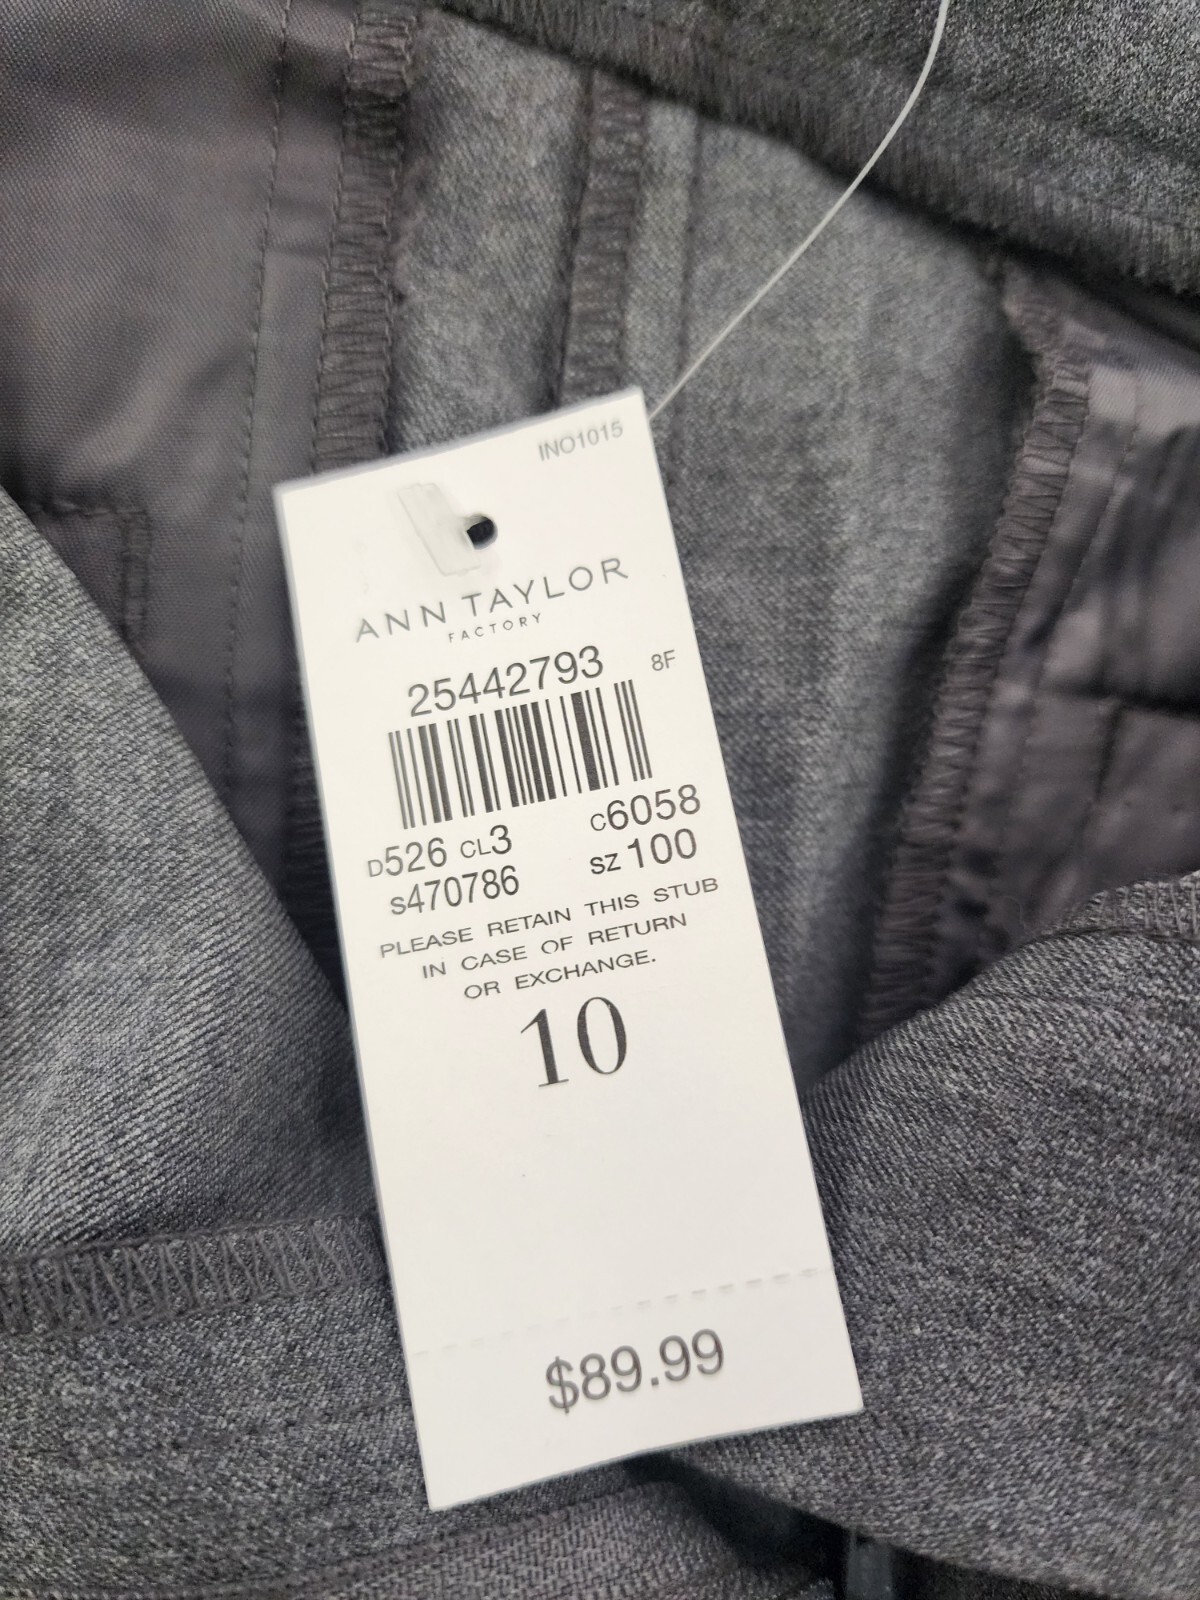 INO1015
ANN TAYLOR
FACTORY
25442793 8F
D526 CL3 C6058
S470786 SZ 100
PLEASE RETAIN THIS STUB
IN CASE OF RETURN
OR EXCHANGE.
10
$89.99